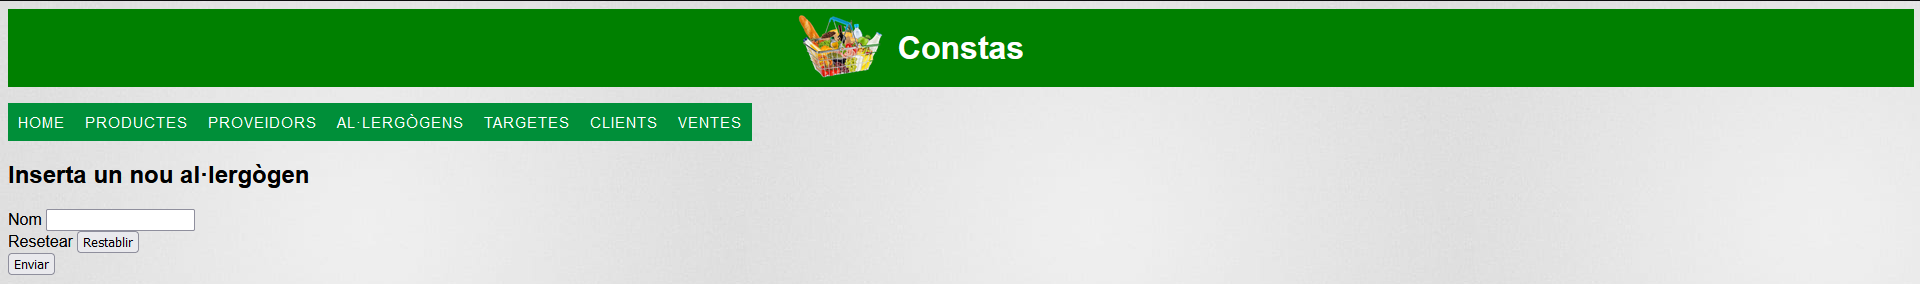 Constas
HOME PRODUCTES PROVEIDORS AL·LERGÒGENS TARGETES CLIENTS VENTES
Inserta un nou al·lergògen
Nom
Resetear Restablir
Enviar